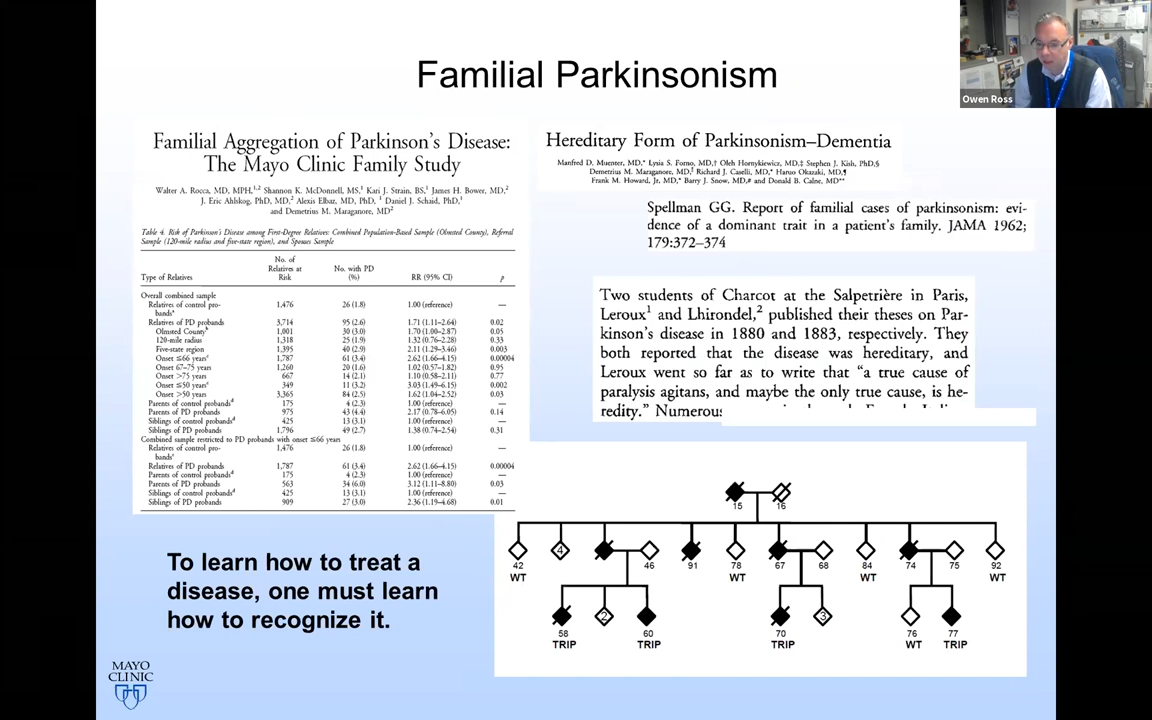 Familial Parkinsonism
Owen Ross
Familial Aggregation of Parkinson's Disease:
The Mayo Clinic Family Study
Walter A. Rocca, MD, MPH,1,2 Shannon K. McDonnell, MS,1 Kari J. Strain, BS,1 James H. Bower, MD,2
J. Eric Ahlskog, PhD, MD,2 Alexis Elbaz, MD, PhD, 1 Daniel J. Schaid, PhD,1
and Demetrius M. Maraganore, MD2
Table 4. Risk of Parkinson's Disease among First-Degree Relatives: Combined Population-Based Sample (Olmsted County), Referral
Sample (120-mile radius and five-state region), and Spouses Sample
No. of
Relatives at No. with PD
Type of Relatives Risk (%) RR (95% CI) p
Overall combined sample
Relatives of control pro-
bandsa 1,476 26 (1.8) 1.00 (reference) —
Relatives of PD probands 3,714 95 (2.6) 1.71 (1.11–2.64) 0.02
Olmsted Countyb 1,001 30 (3.0) 1.70 (1.00–2.87) 0.05
120-mile radius 1,318 25 (1.9) 1.32 (0.76–2.28) 0.33
Five-state region 1,395 40 (2.9) 2.11 (1.29–3.46) 0.003
Onset ≤66 yearsc 1,787 61 (3.4) 2.62 (1.66–4.15) 0.00004
Onset 67–75 years 1,260 20 (1.6) 1.02 (0.57–1.82) 0.95
Onset >75 years 667 14 (2.1) 1.10 (0.58–2.11) 0.77
Onset ≤50 yearsc 349 11 (3.2) 3.03 (1.49–6.15) 0.002
Onset >50 years 3,365 84 (2.5) 1.62 (1.04–2.52) 0.03
Parents of control probandsd 175 4 (2.3) 1.00 (reference) —
Parents of PD probands 975 43 (4.4) 2.17 (0.78–6.05) 0.14
Siblings of control probandsd 425 13 (3.1) 1.00 (reference) —
Siblings of PD probands 1,796 49 (2.7) 1.38 (0.74–2.54) 0.31
Combined sample restricted to PD probands with onset ≤66 years
Relatives of control pro-
bandsc 1,476 26 (1.8) 1.00 (reference) —
Relatives of PD probands 1,787 61 (3.4) 2.62 (1.66–4.15) 0.00004
Parents of control probandsd 175 4 (2.3) 1.00 (reference) —
Parents of PD probands 563 34 (6.0) 3.12 (1.11–8.80) 0.03
Siblings of control probandsd 425 13 (3.1) 1.00 (reference) —
Siblings of PD probands 909 27 (3.0) 2.36 (1.19–4.68) 0.01
Hereditary Form of Parkinsonism–Dementia
Manfred D. Muenter, MD,* Lysia S. Forno, MD,† Oleh Hornykiewicz, MD,‡ Stephen J. Kish, PhD,§
Demetrius M. Maraganore, MD,‖ Richard J. Caselli, MD,* Haruo Okazaki, MD,¶
Frank M. Howard, Jr, MD,* Barry J. Snow, MD,# and Donald B. Calne, MD**
Spellman GG. Report of familial cases of parkinsonism: evi-
dence of a dominant trait in a patient's family. JAMA 1962;
179:372–374
Two students of Charcot at the Salpetrière in Paris,
Leroux1 and Lhirondel,2 published their theses on Par-
kinson's disease in 1880 and 1883, respectively. They
both reported that the disease was hereditary, and
Leroux went so far as to write that “a true cause of
paralysis agitans, and maybe the only true cause, is he-
redity.” Numerous
15 16
4
42 46 91 78 67 68 84 74 75 92
WT WT WT WT
2 3
58 60 70 76 77
TRIP TRIP TRIP WT TRIP
To learn how to treat a
disease, one must learn
how to recognize it.
MAYO
CLINIC